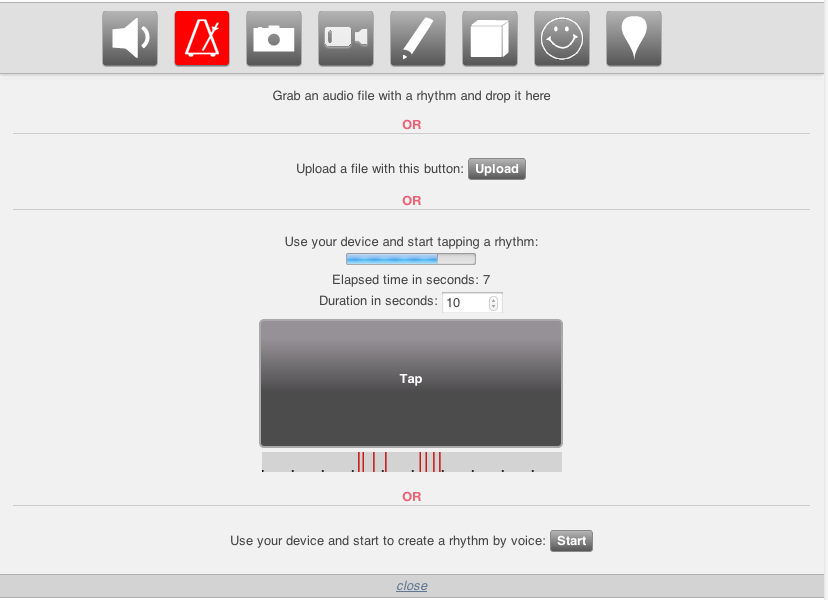 Grab an audio file with a rhythm and drop it here
OR
Upload a file with this button: Upload
OR
Use your device and start tapping a rhythm:
Elapsed time in seconds: 7
Duration in seconds: 10
Tap
OR
Use your device and start to create a rhythm by voice: Start
close